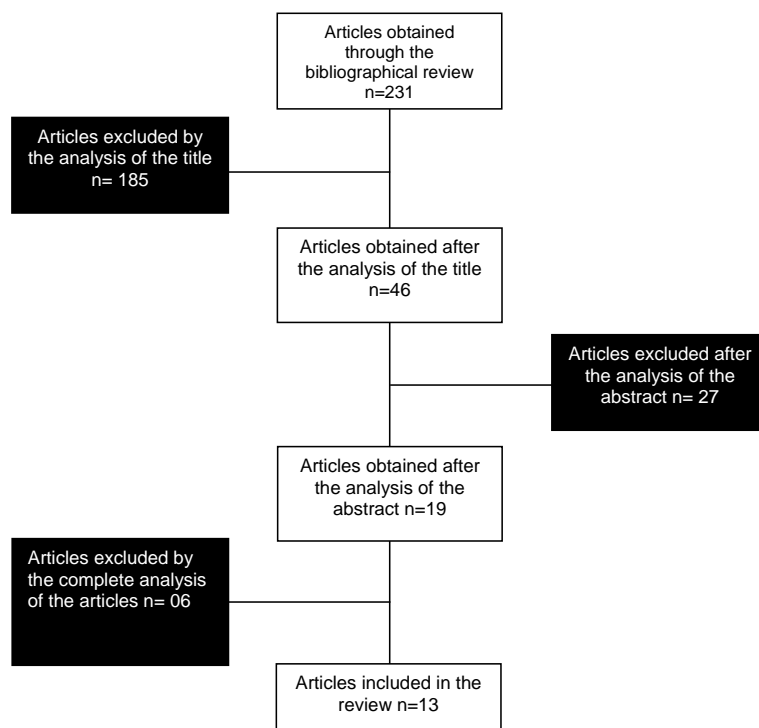 Articles obtained
through the
bibliographical review
n=231
Articles excluded by
the analysis of the title
n= 185
Articles obtained after
the analysis of the title
n=46
Articles excluded after
the analysis of the
abstract n= 27
Articles obtained after
the analysis of the
abstract n=19
Articles excluded by
the complete analysis
of the articles n= 06
Articles included in the
review n=13